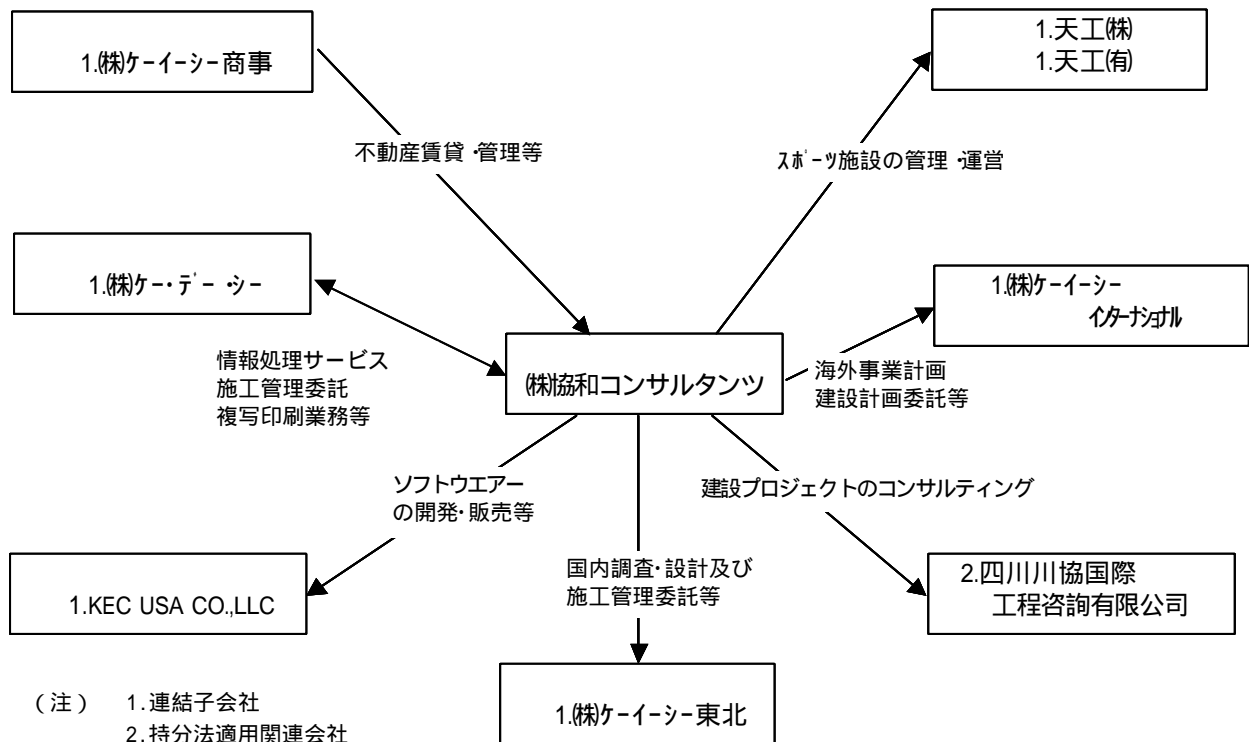 1.㈱ケーイーシー商事
1.天工㈱
1.天工㈲
不動産賃貸・管理等
スポーツ施設の管理・運営
1.㈱ケー・デー・シー
1.㈱ケーイーシー
インターナショナル
情報処理サービス
施工管理委託
複写印刷業務等
㈱協和コンサルタンツ
海外事業計画
建設計画委託等
ソフトウエアー
の開発・販売等
建設プロジェクトのコンサルティング
国内調査・設計及び
施工管理委託等
1.KEC USA CO.,LLC
2.四川川協国際
工程咨詢有限公司
1.㈱ケーイーシー東北
（注） 1.連結子会社
2.持分法適用関連会社